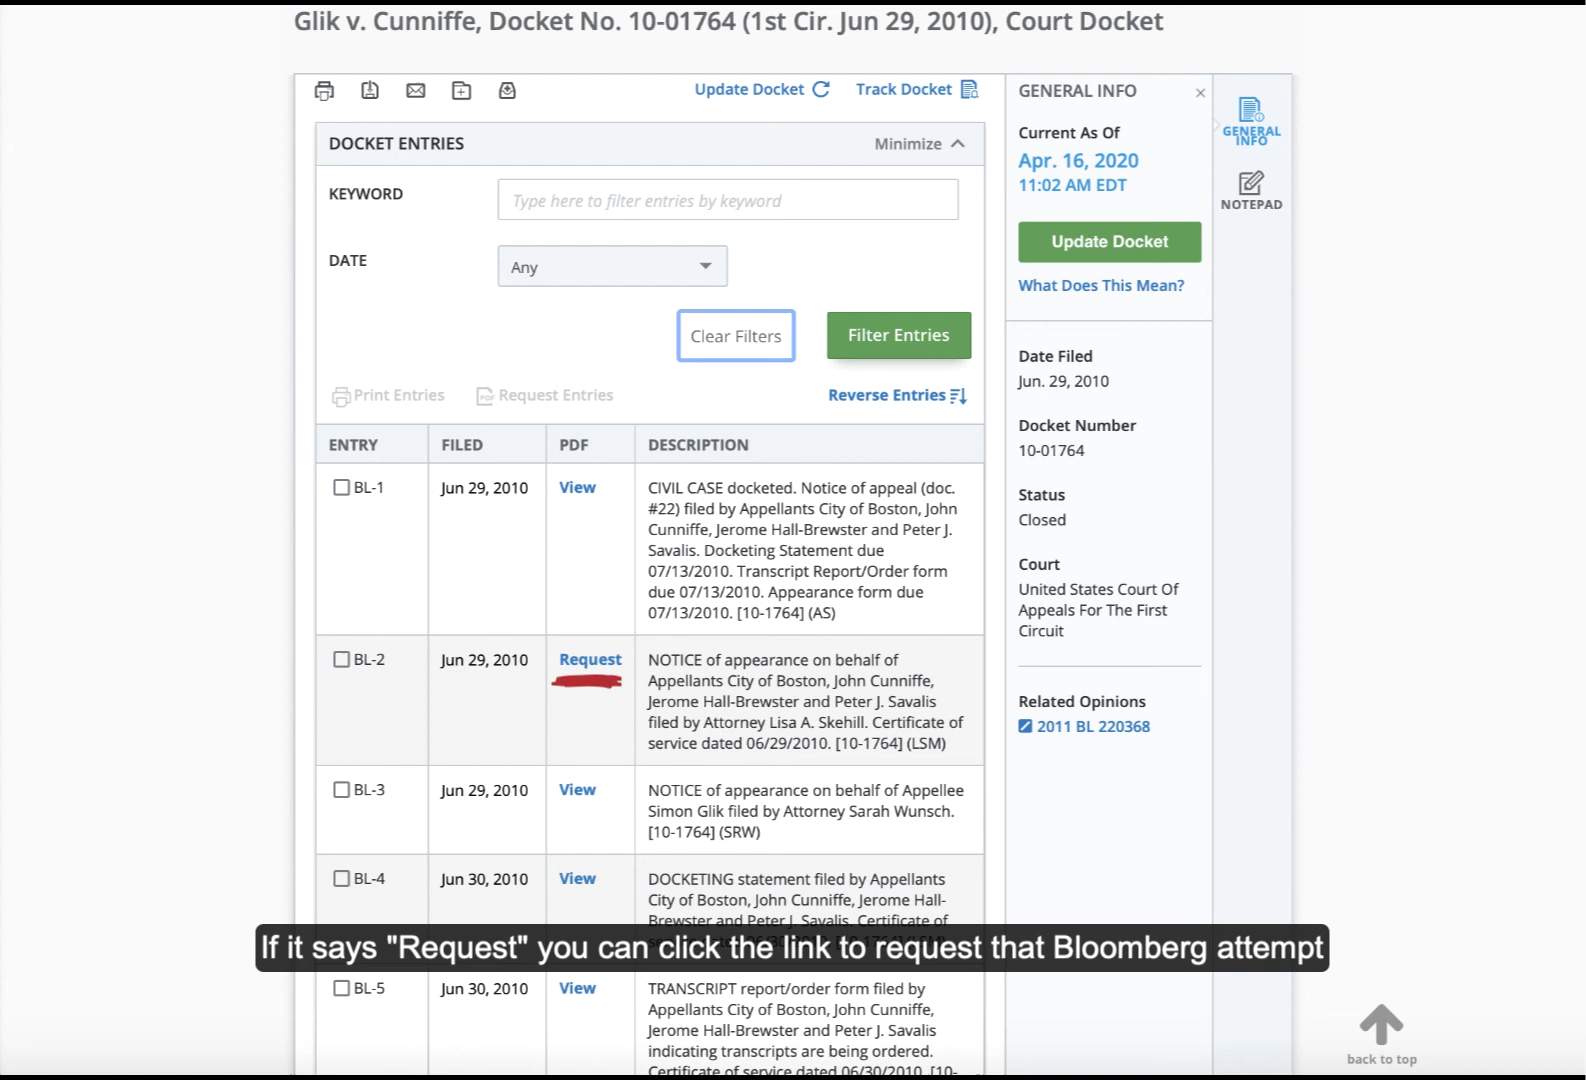 Glik v. Cunniffe, Docket No. 10-01764 (1st Cir. Jun 29, 2010), Court Docket
Update Docket
Track Docket
DOCKET ENTRIES
Minimize
KEYWORD
Type here to filter entries by keyword
DATE
Any
Clear Filters
Filter Entries
Print Entries
Request Entries
Reverse Entries
ENTRY
FILED
PDF
DESCRIPTION
BL-1
Jun 29, 2010
View
CIVIL CASE docketed. Notice of appeal (doc.
#22) filed by Appellants City of Boston, John
Cunniffe, Jerome Hall-Brewster and Peter J.
Savalis. Docketing Statement due
07/13/2010. Transcript Report/Order form
due 07/13/2010. Appearance form due
07/13/2010. [10-1764] (AS)
BL-2
Jun 29, 2010
Request
NOTICE of appearance on behalf of
Appellants City of Boston, John Cunniffe,
Jerome Hall-Brewster and Peter J. Savalis
filed by Attorney Lisa A. Skehill. Certificate of
service dated 06/29/2010. [10-1764] (LSM)
BL-3
Jun 29, 2010
View
NOTICE of appearance on behalf of Appellee
Simon Glik filed by Attorney Sarah Wunsch.
[10-1764] (SRW)
BL-4
Jun 30, 2010
View
DOCKETING statement filed by Appellants
City of Boston, John Cunniffe, Jerome Hall-
Brewster and Peter J. Savalis. Certificate of
If it says "Request" you can click the link to request that Bloomberg attempt
BL-5
Jun 30, 2010
View
TRANSCRIPT report/order form filed by
Appellants City of Boston, John Cunniffe,
Jerome Hall-Brewster and Peter J. Savalis
indicating transcripts are being ordered.
Certificate of service dated 06/30/2010. [10-
GENERAL INFO
Current As Of
Apr. 16, 2020
11:02 AM EDT
Update Docket
What Does This Mean?
Date Filed
Jun. 29, 2010
Docket Number
10-01764
Status
Closed
Court
United States Court Of
Appeals For The First
Circuit
Related Opinions
2011 BL 220368
GENERAL
INFO
NOTEPAD
back to top